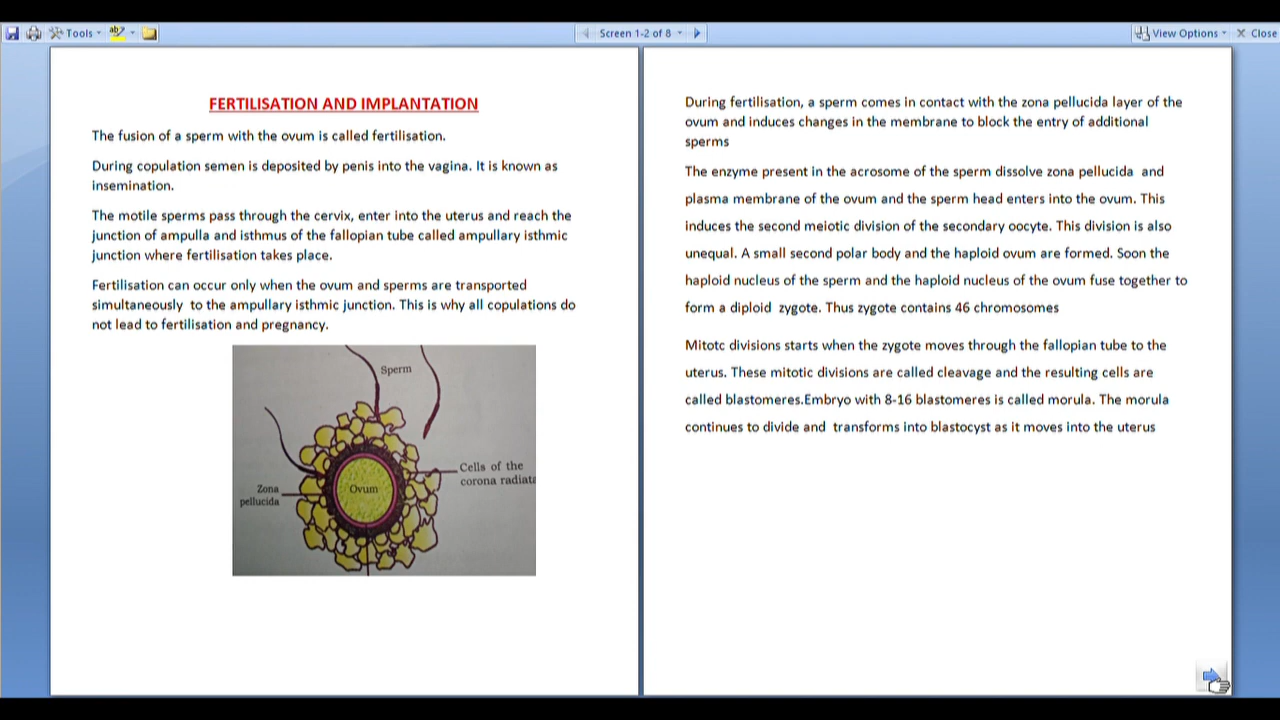 Tools
Screen 1-2 of 8
View Options
Close
FERTILISATION AND IMPLANTATION
The fusion of a sperm with the ovum is called fertilisation.
During copulation semen is deposited by penis into the vagina. It is known as
insemination.
The motile sperms pass through the cervix, enter into the uterus and reach the
junction of ampulla and isthmus of the fallopian tube called ampullary isthmic
junction where fertilisation takes place.
Fertilisation can occur only when the ovum and sperms are transported
simultaneously to the ampullary isthmic junction. This is why all copulations do
not lead to fertilisation and pregnancy.
Sperm
Cells of the
corona radiata
Zona
pellucida
Ovum
During fertilisation, a sperm comes in contact with the zona pellucida layer of the
ovum and induces changes in the membrane to block the entry of additional
sperms
The enzyme present in the acrosome of the sperm dissolve zona pellucida and
plasma membrane of the ovum and the sperm head enters into the ovum. This
induces the second meiotic division of the secondary oocyte. This division is also
unequal. A small second polar body and the haploid ovum are formed. Soon the
haploid nucleus of the sperm and the haploid nucleus of the ovum fuse together to
form a diploid zygote. Thus zygote contains 46 chromosomes
Mitotc divisions starts when the zygote moves through the fallopian tube to the
uterus. These mitotic divisions are called cleavage and the resulting cells are
called blastomeres.Embryo with 8-16 blastomeres is called morula. The morula
continues to divide and transforms into blastocyst as it moves into the uterus